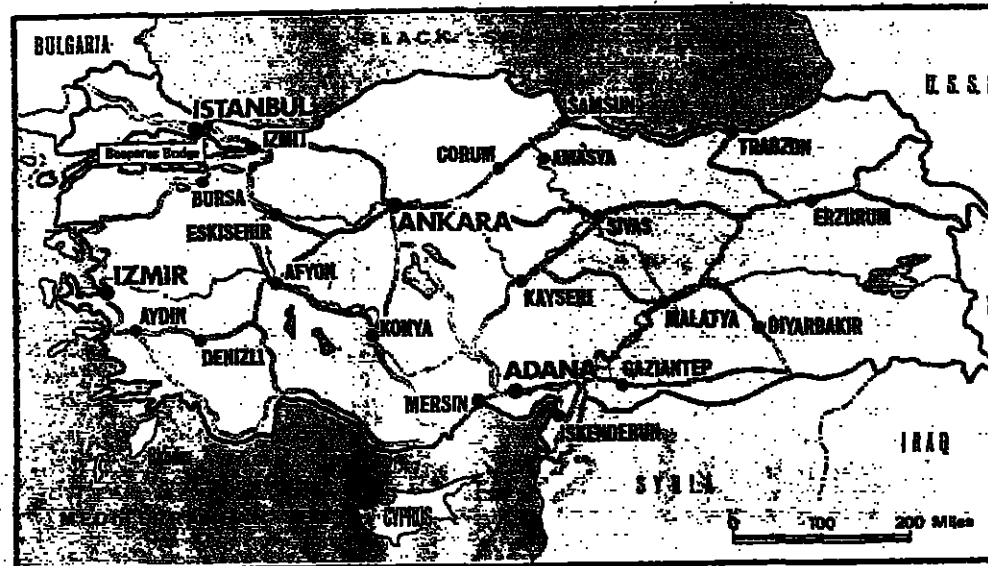 BULGARIA
BLACK
U.S.S.
ISTANBUL
SAMSUN
IZMIT
TRABZON
Bosporus Bridge
CORUM
AMASYA
BURSA
ANKARA
SIVAS
ERZURUM
ESKISEHIR
IZMIR
AFYON
KAYSERI
MALATYA
DIYARBAKIR
AYDIN
KONYA
DENIZLI
ADANA
GAZIANTEP
MERSIN
ISKENDERUN
IRAQ
SYRIA
CYPRUS
0 100 200 Miles